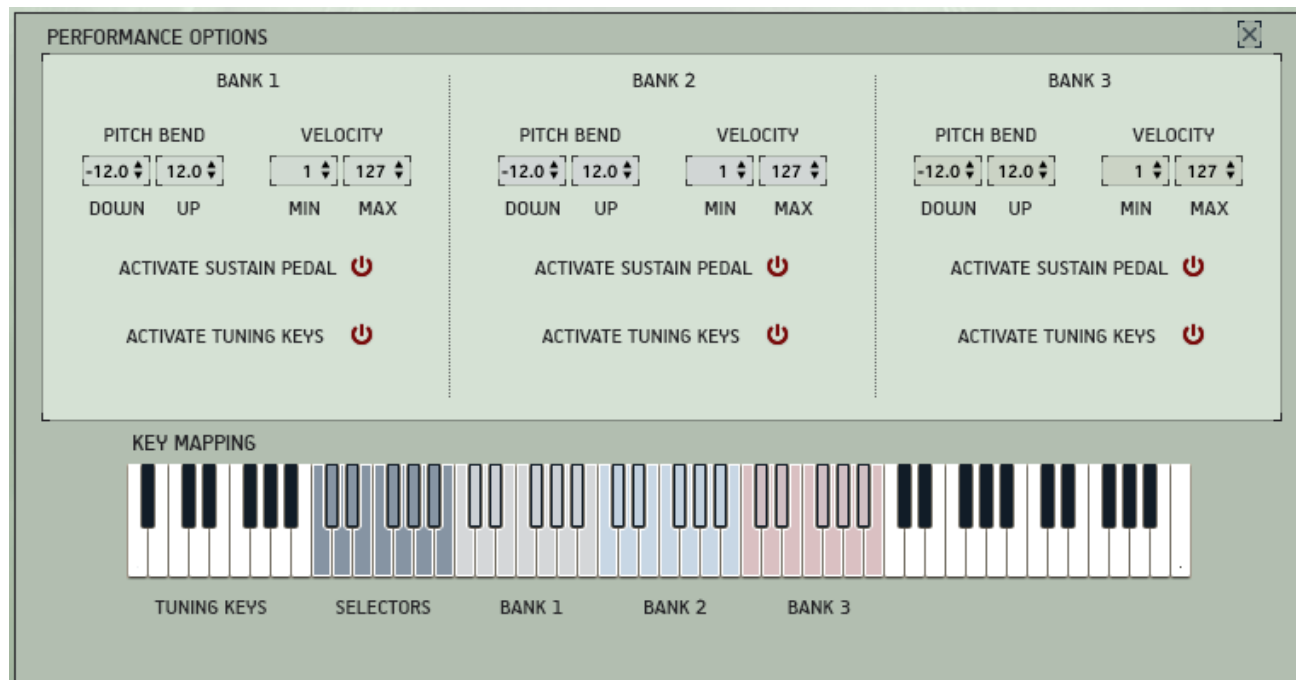 PERFORMANCE OPTIONS
BANK 1
BANK 2
BANK 3
PITCH BEND VELOCITY
PITCH BEND VELOCITY
PITCH BEND VELOCITY
-12.0 12.0 1 127
-12.0 12.0 1 127
-12.0 12.0 1 127
DOWN UP MIN MAX
DOWN UP MIN MAX
DOWN UP MIN MAX
ACTIVATE SUSTAIN PEDAL
ACTIVATE SUSTAIN PEDAL
ACTIVATE SUSTAIN PEDAL
ACTIVATE TUNING KEYS
ACTIVATE TUNING KEYS
ACTIVATE TUNING KEYS
KEY MAPPING
TUNING KEYS SELECTORS BANK 1 BANK 2 BANK 3